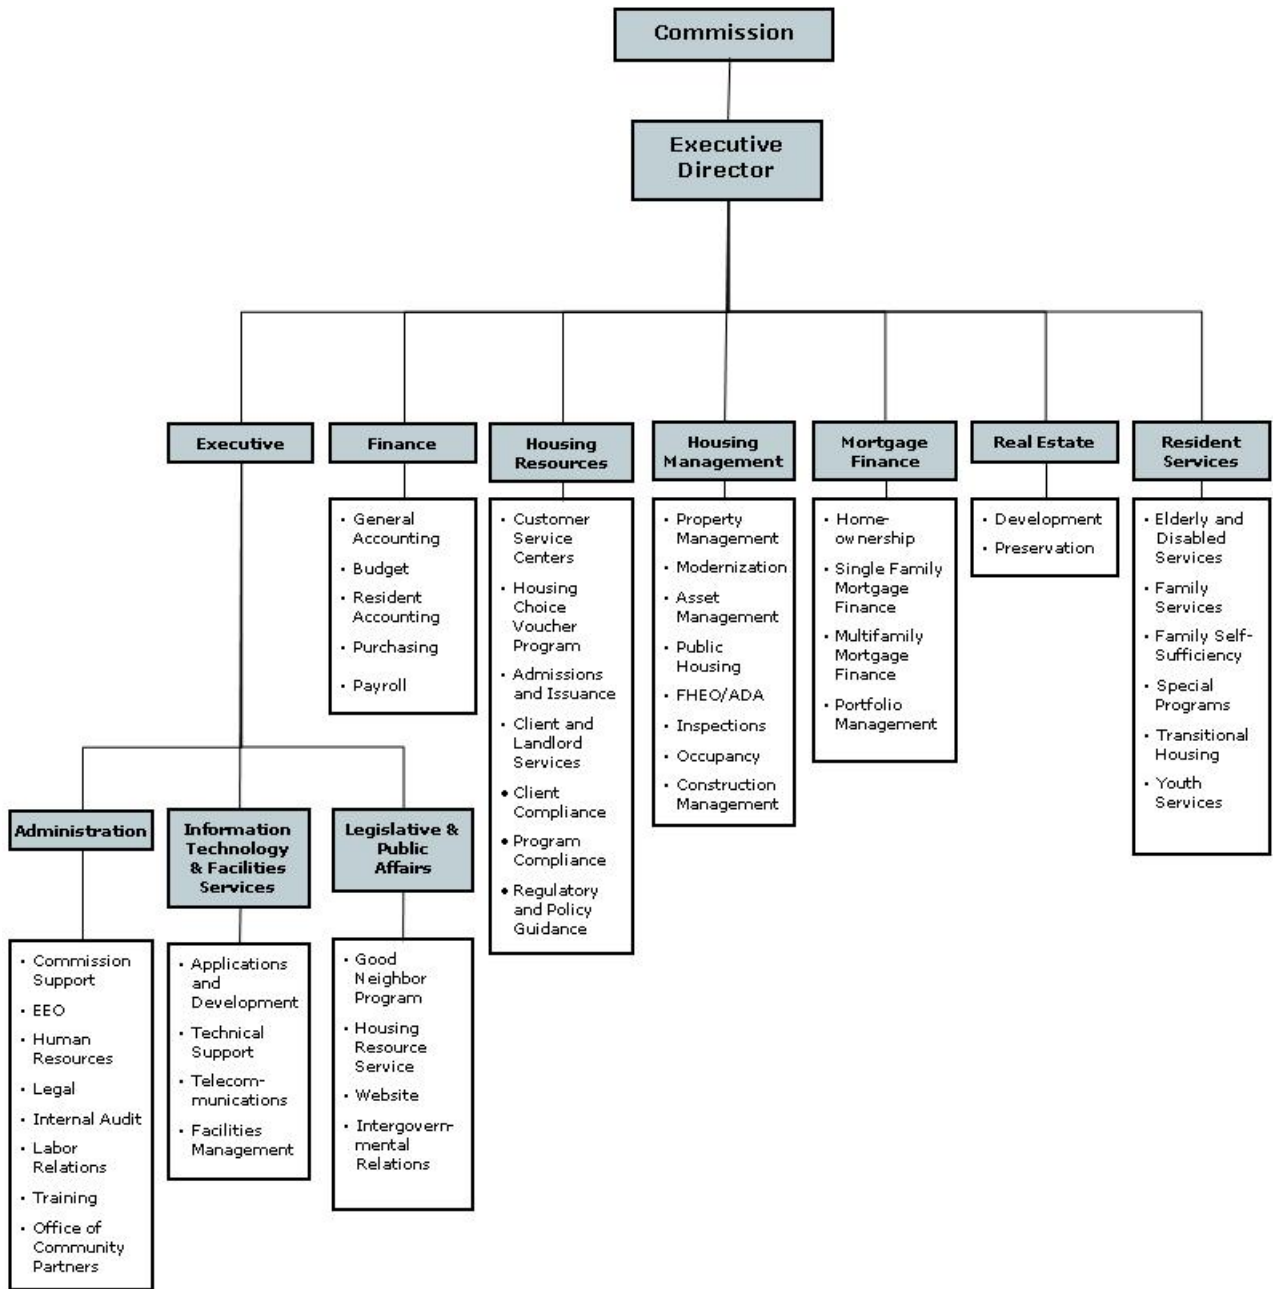 Commission
Executive
Director
Executive
Finance
Housing
Resources
Housing
Management
Mortgage
Finance
Real Estate
Resident
Services
· General
Accounting
· Budget
· Resident
Accounting
· Purchasing
· Payroll
· Customer
Service
Centers
· Housing
Choice
Voucher
Program
· Admissions
and Issuance
· Client and
Landlord
Services
• Client
Compliance
• Program
Compliance
• Regulatory
and Policy
Guidance
· Property
Management
· Modernization
· Asset
Management
· Public
Housing
· FHEO/ADA
· Inspections
· Occupancy
· Construction
Management
· Home-
ownership
· Single Family
Mortgage
Finance
· Multifamily
Mortgage
Finance
· Portfolio
Management
· Development
· Preservation
· Elderly and
Disabled
Services
· Family
Services
· Family Self-
Sufficiency
· Special
Programs
· Transitional
Housing
· Youth
Services
Administration
Information
Technology
& Facilities
Services
Legislative &
Public
Affairs
· Commission
Support
· EEO
· Human
Resources
· Legal
· Internal Audit
· Labor
Relations
· Training
· Office of
Community
Partners
· Applications
and
Development
· Technical
Support
· Telecom-
munications
· Facilities
Management
· Good
Neighbor
Program
· Housing
Resource
Service
· Website
· Intergovern-
mental
Relations